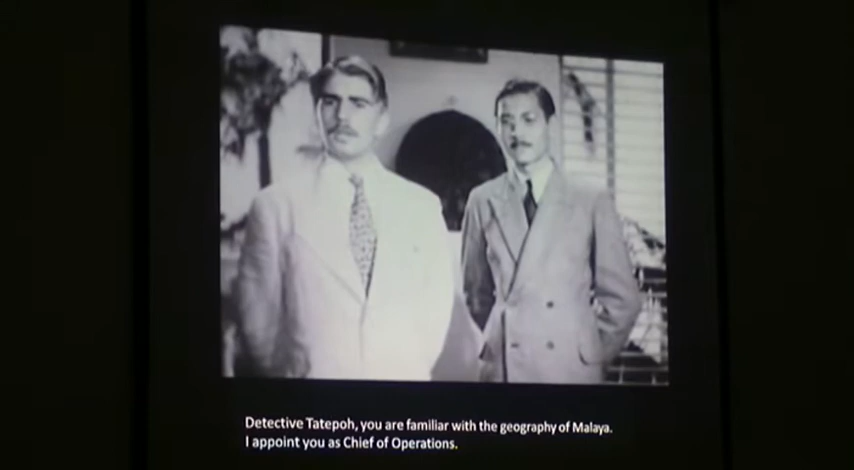 Detective Tatepoh, you are familiar with the geography of Malaya.
I appoint you as Chief of Operations.